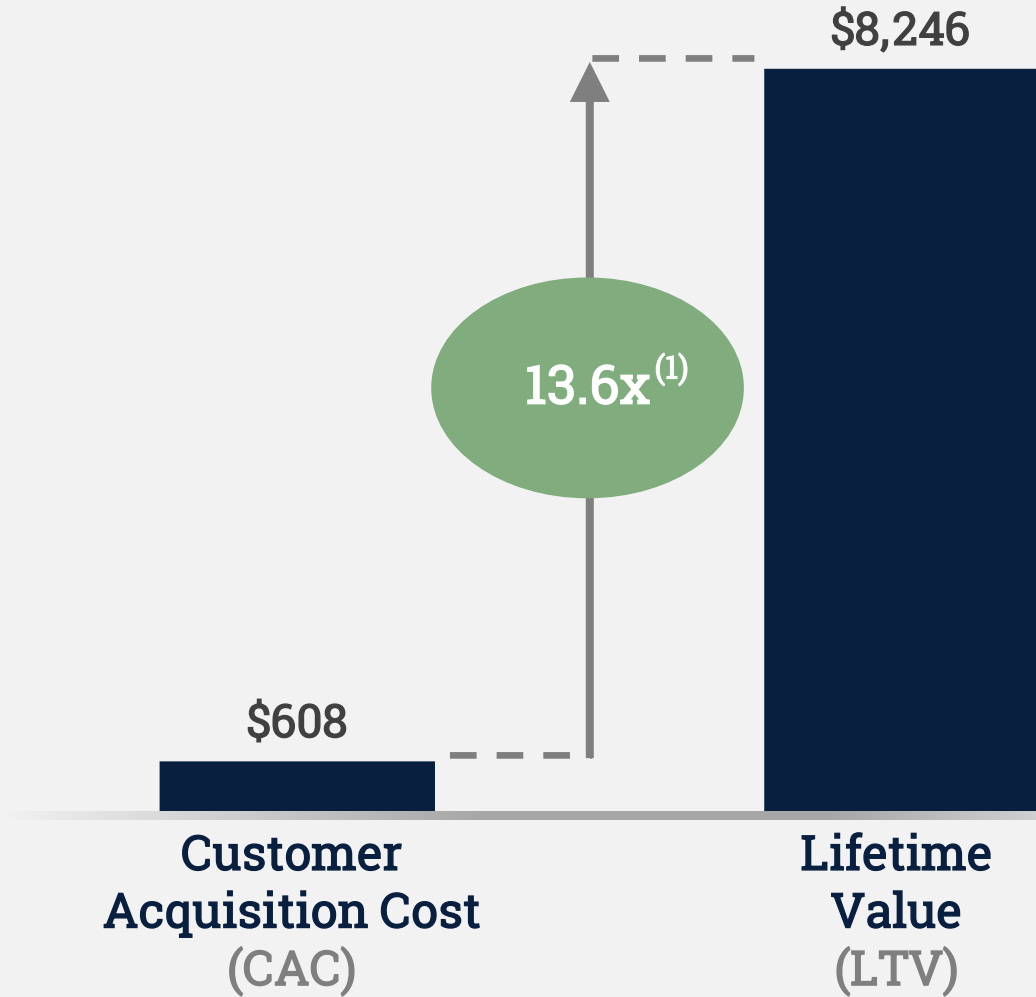 $8,246
13.6x(1)
$608
Customer
Acquisition Cost
(CAC)
Lifetime
Value
(LTV)